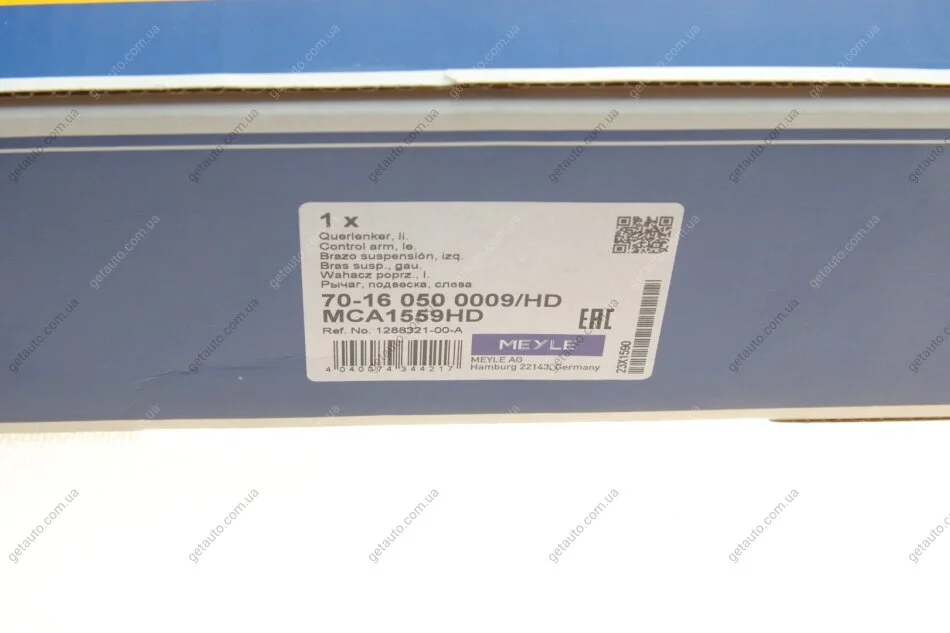 1 x
Querlenker, li.
Control arm, le.
Brazo suspensión, izq.
Bras susp., gau.
Wahacz poprz., l.
Рычаг, подвеска, слева
70-16 050 0009/HD
MCA1559HD
Ref. No. 1288321-00-A
EAC
MEYLE
MEYLE AG
Hamburg 22143, Germany
4 040074 344217
23X1590
getauto.com.ua